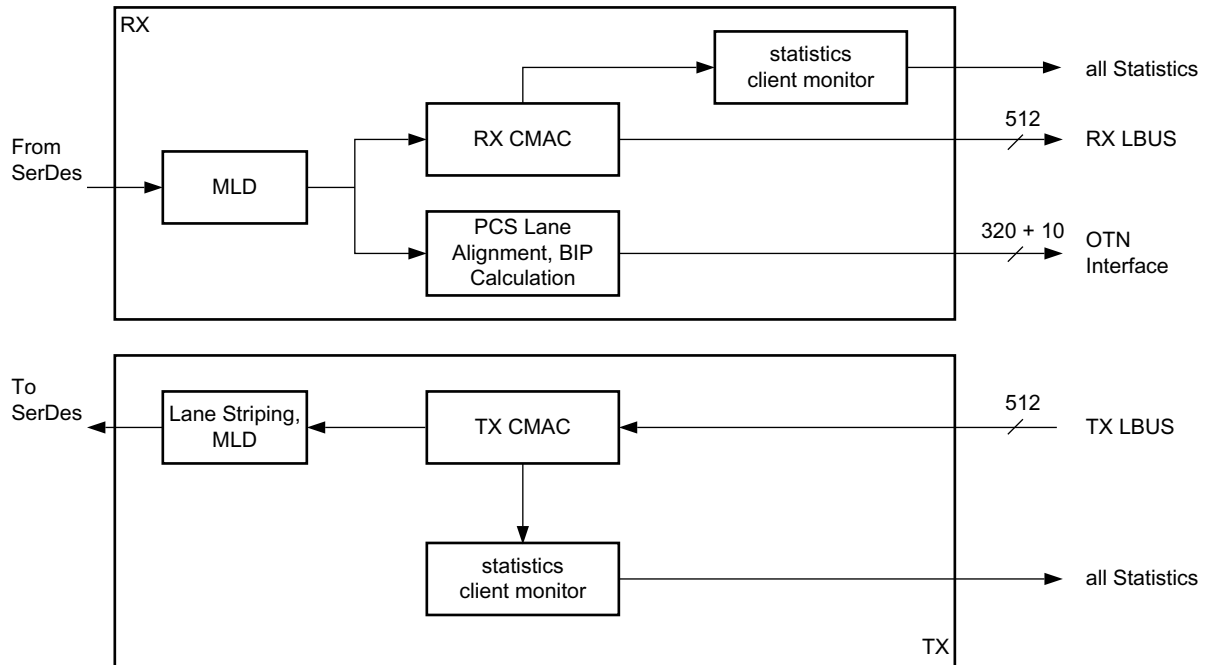 RX
statistics
client monitor
all Statistics
From
SerDes
MLD
RX CMAC
512
RX LBUS
PCS Lane
Alignment, BIP
Calculation
320 + 10
OTN
Interface
To
SerDes
Lane Striping,
MLD
TX CMAC
512
TX LBUS
statistics
client monitor
all Statistics
TX